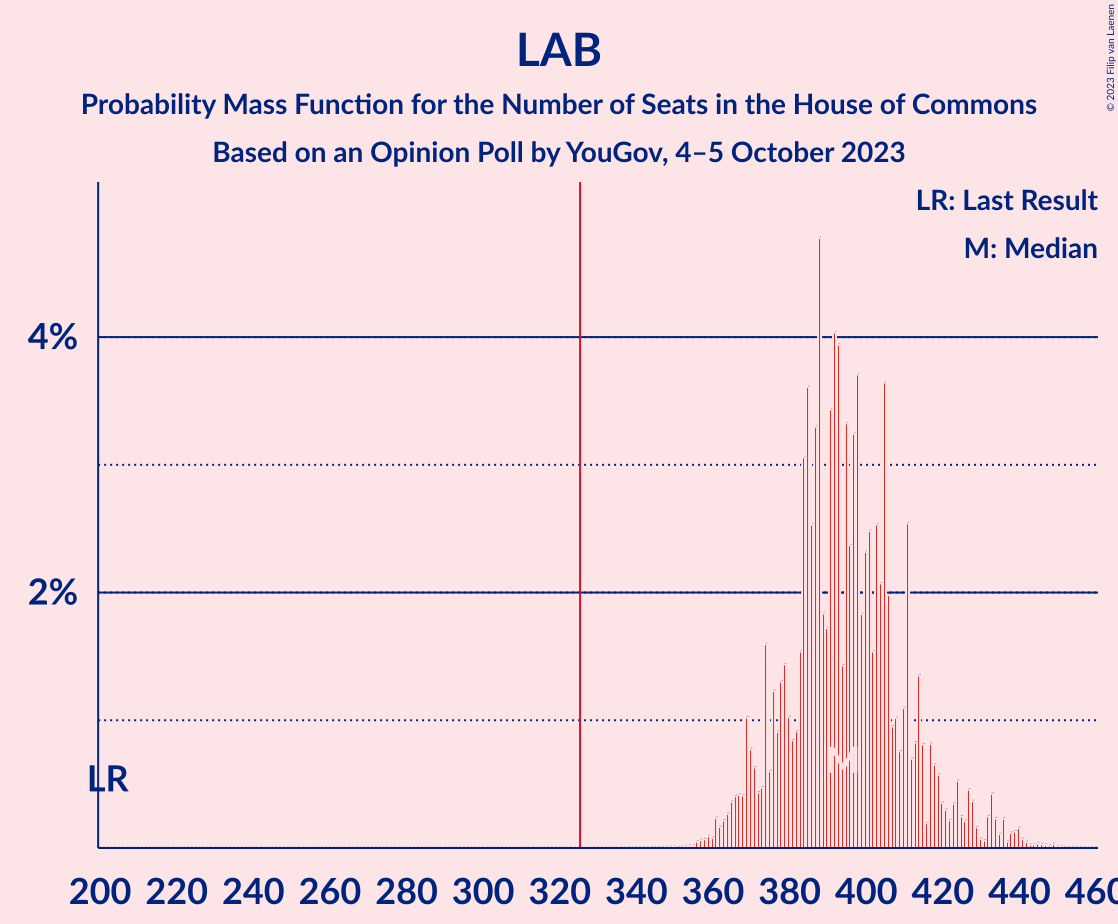 LAB
Probability Mass Function for the Number of Seats in the House of Commons
Based on an Opinion Poll by YouGov, 4–5 October 2023
© 2023 Filip van Laenen
LR: Last Result
M: Median
4%
2%
LR
M
200 220 240 260 280 300 320 340 360 380 400 420 440 460